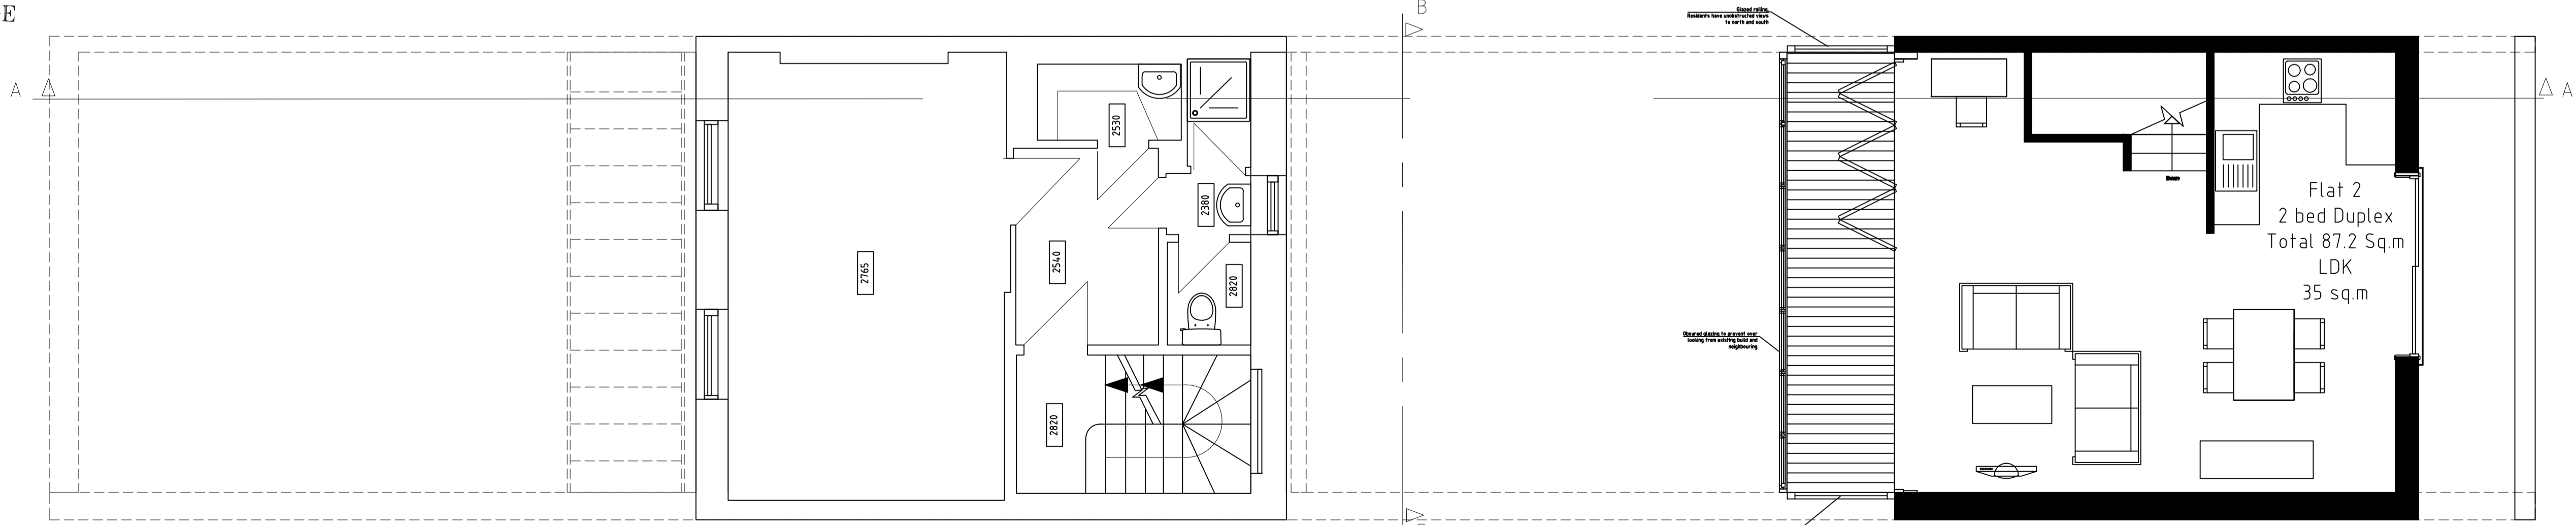 E
B
Glazed railing.
Residents have unobstructed views
to north and south
A
A
2530
2380
2540
2765
2820
2820
Flat 2
2 bed Duplex
Total 87.2 Sq.m
LDK
35 sq.m
Obsured glazing to prevent over
looking from existing build and
neighbouring